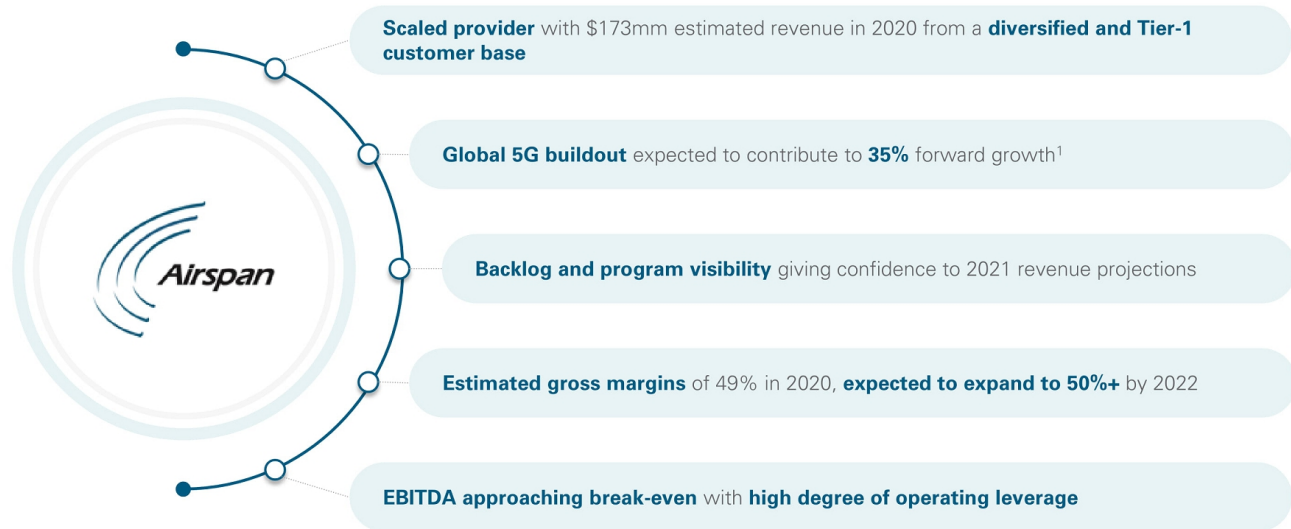 Scaled provider with $173mm estimated revenue in 2020 from a diversified and Tier-1
customer base
Global 5G buildout expected to contribute to 35% forward growth¹
Airspan
Backlog and program visibility giving confidence to 2021 revenue projections
Estimated gross margins of 49% in 2020, expected to expand to 50%+ by 2022
EBITDA approaching break-even with high degree of operating leverage